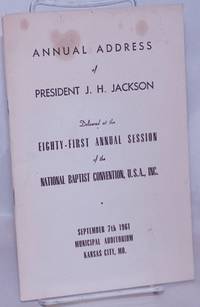 ANNUAL ADDRESS
of
PRESIDENT J. H. JACKSON
Delivered at the
EIGHTY-FIRST ANNUAL SESSION
of the
NATIONAL BAPTIST CONVENTION, U.S.A., INC.
SEPTEMBER 7th 1961
MUNICIPAL AUDITORIUM
KANSAS CITY, MO.